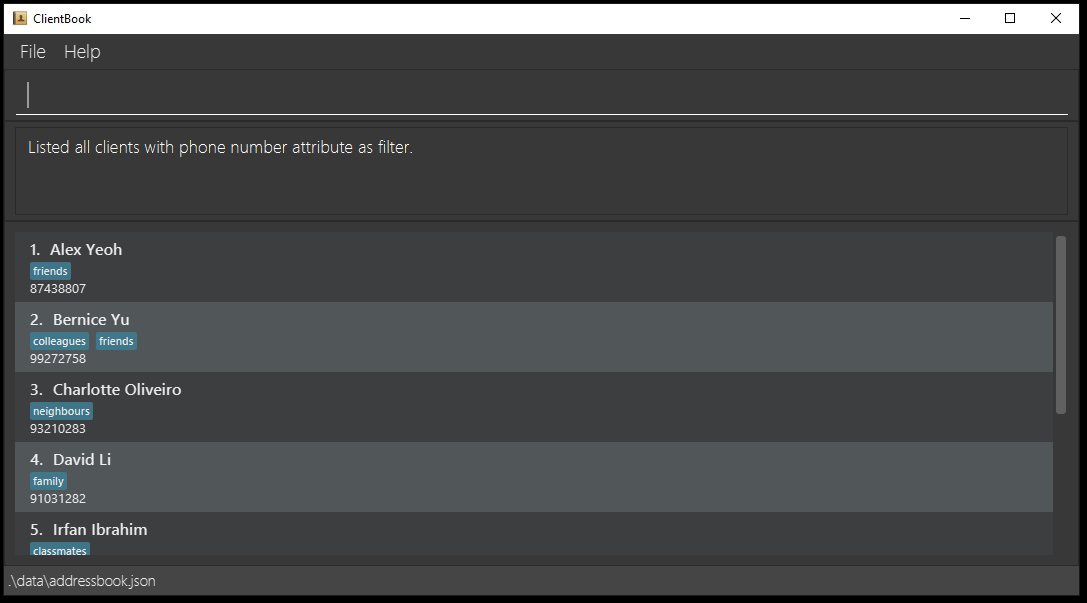 ClientBook
File Help
Listed all clients with phone number attribute as filter.
1. Alex Yeoh
friends
87438807
2. Bernice Yu
colleagues friends
99272758
3. Charlotte Oliveiro
neighbours
93210283
4. David Li
family
91031282
5. Irfan Ibrahim
classmates
.\data\addressbook.json